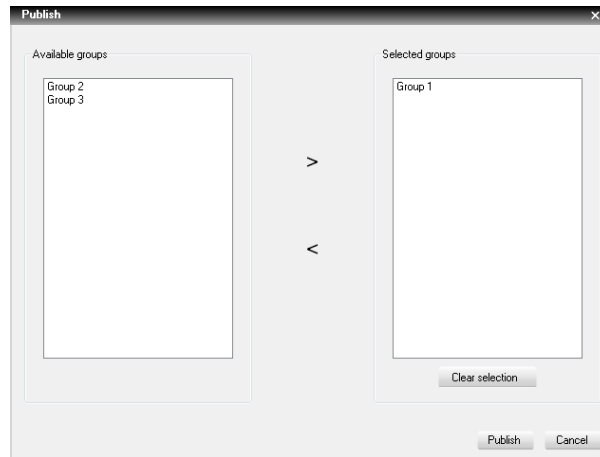 Publish
Available groups
Group 2
Group 3
>
<
Selected groups
Group 1
Clear selection
Publish
Cancel